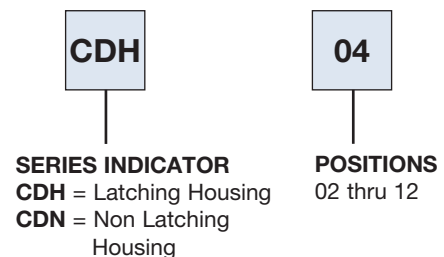 CDH
04
SERIES INDICATOR
CDH = Latching Housing
CDN = Non Latching
Housing
POSITIONS
02 thru 12